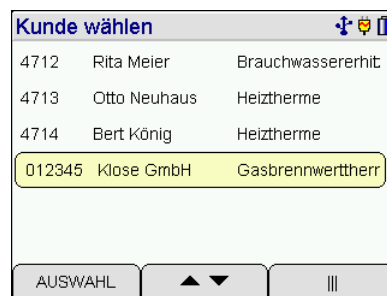 Kunde wählen
4712 Rita Meier Brauchwassererhit
4713 Otto Neuhaus Heiztherme
4714 Bert König Heiztherme
012345 Klose GmbH Gasbrennwerttherr
AUSWAHL ▲ ▼ |||